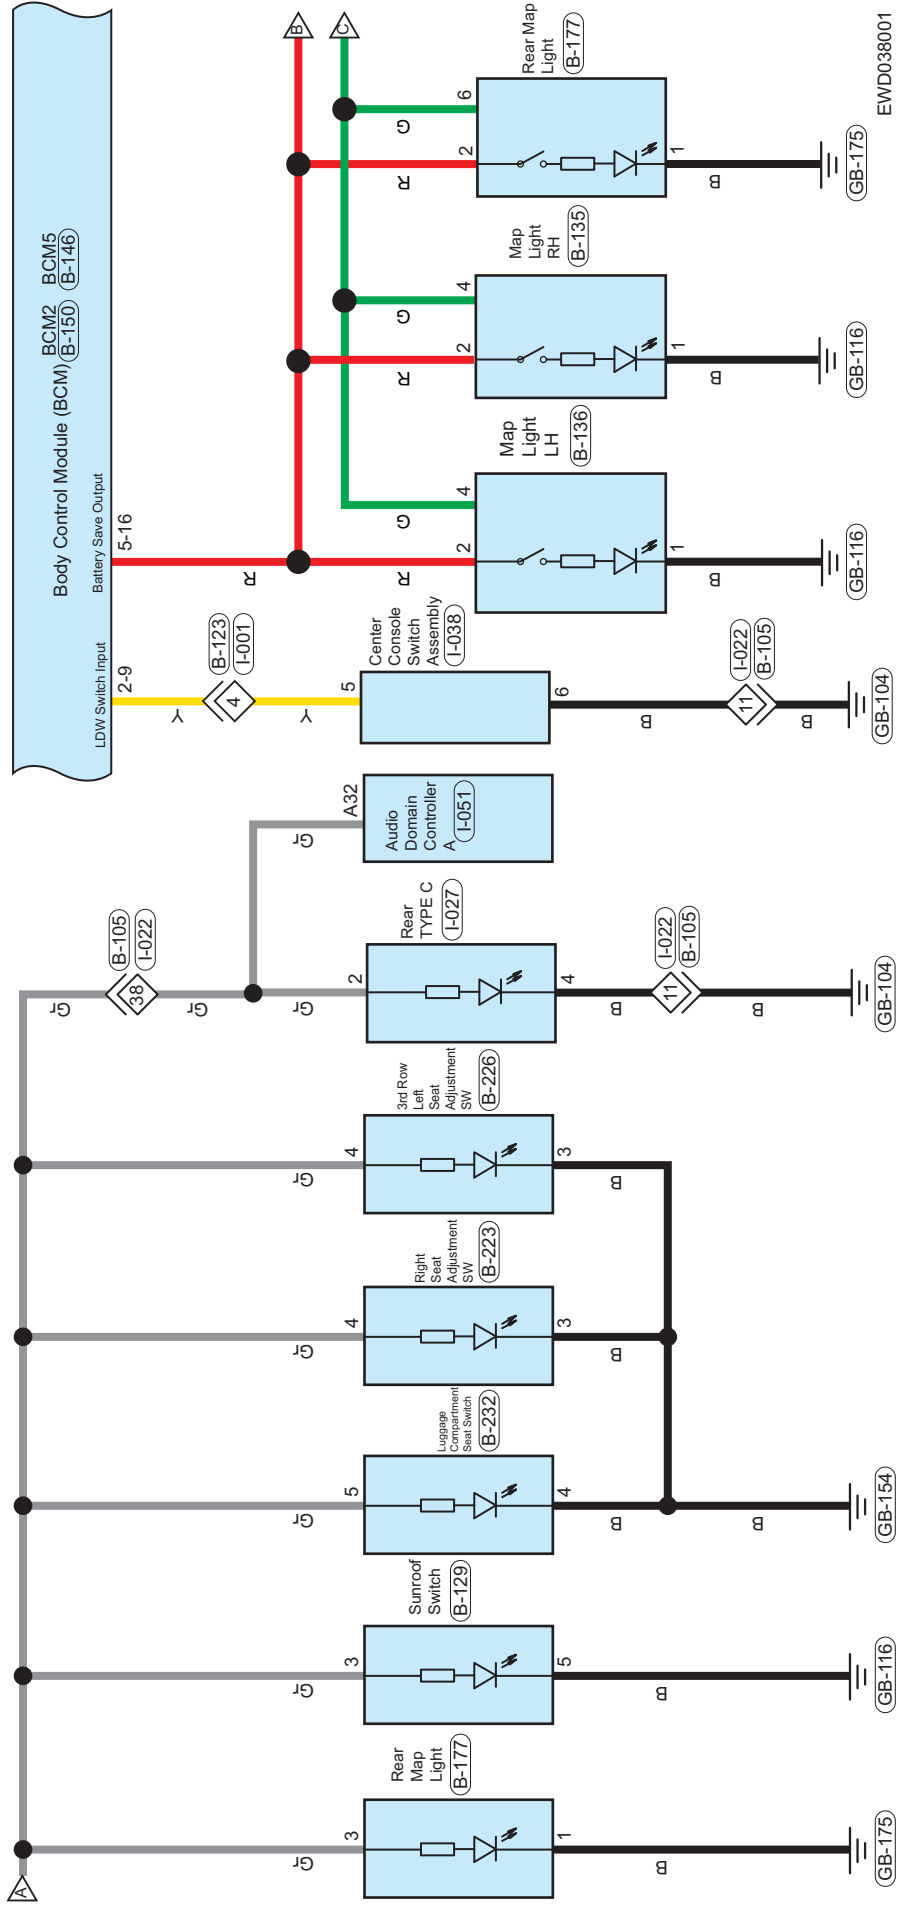 A
Rear
Map
Light
B-177
3
Gr
1
B
GB-175
Sunroof
Switch
B-129
3
Gr
5
B
GB-116
Luggage
Compartment
Seat Switch
B-232
5
Gr
4
B
B
GB-154
Right
Seat
Adjustment
SW
B-223
4
Gr
3
B
3rd Row
Left
Seat
Adjustment
SW
B-226
4
Gr
3
B
Gr
38
B-105
I-022
Gr
Gr
2
Rear
TYPE C
I-027
4
B
11
I-022
B-105
B
GB-104
Gr
A32
Audio
Domain
Controller
A
I-051
Body Control Module (BCM)
BCM2
B-150
BCM5
B-146
LDW Switch Input
2-9
Battery Save Output
5-16
Y
4
B-123
I-001
Y
5
Center
Console
Switch
Assembly
I-038
6
B
11
I-022
B-105
B
GB-104
R
R
G
2
4
Map
Light
LH
B-136
1
B
GB-116
R
G
2
4
Map
Light
RH
B-135
1
B
GB-116
B
C
R
G
2
6
Rear Map
Light
B-177
1
B
GB-175
EWD038001